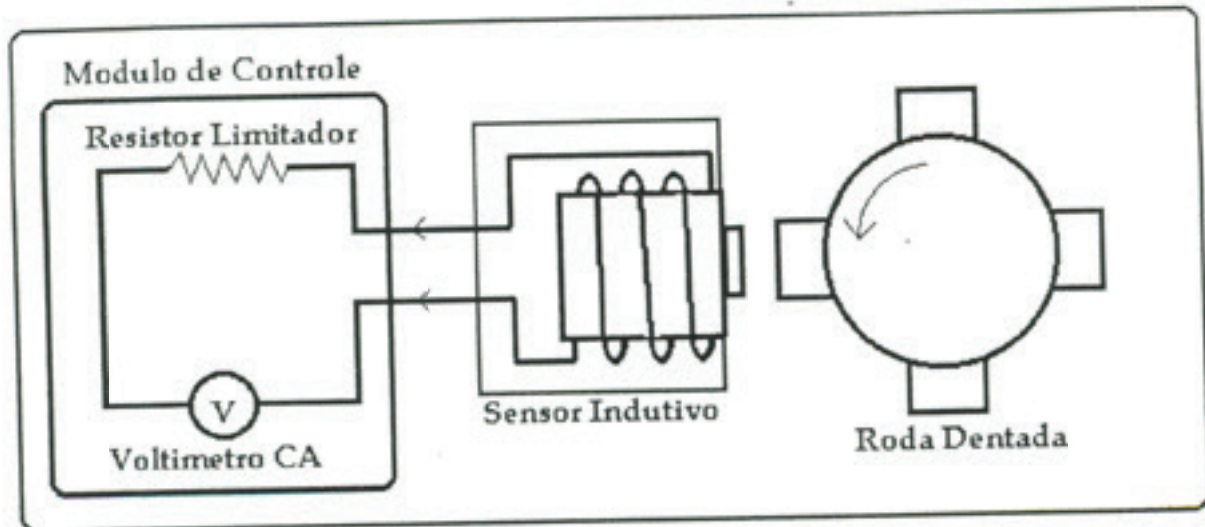 Modulo de Controle
Resistor Limitador
V
Voltimetro CA
Sensor Indutivo
Roda Dentada